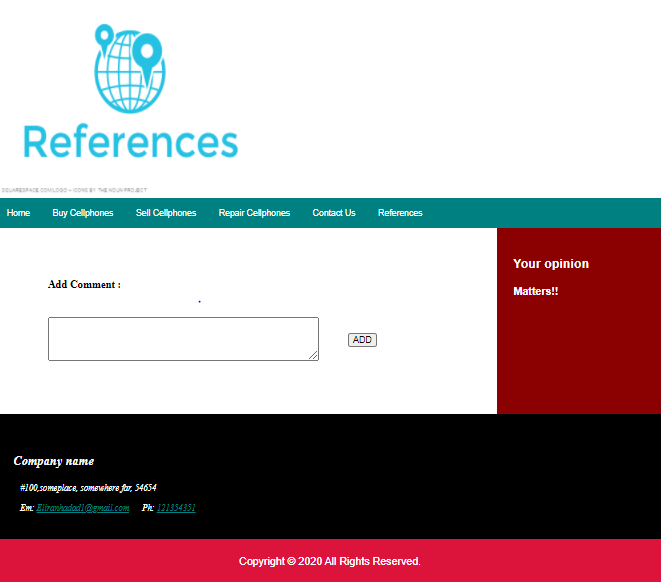 References
SQUARESPACE.COM/LOGO + ICONS BY THE NOUN PROJECT
Home Buy Cellphones Sell Cellphones Repair Cellphones Contact Us References
Your opinion
Matters!!
Add Comment :
ADD
Company name
#100,someplace, somewhere far, 54654
Em: Eliranhadad1@gmail.com Ph: 121354351
Copyright © 2020 All Rights Reserved.